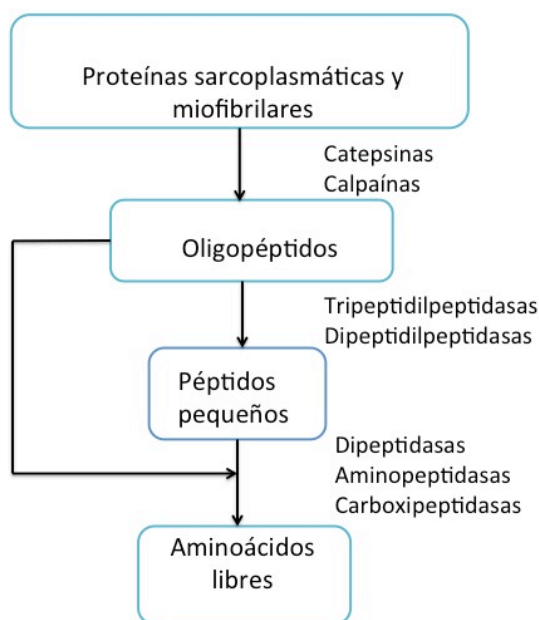 Proteínas sarcoplasmáticas y
miofibrilares
Catepsinas
Calpaínas
Oligopéptidos
Tripeptidilpeptidasas
Dipeptidilpeptidasas
Péptidos
pequeños
Dipeptidasas
Aminopeptidasas
Carboxipeptidasas
Aminoácidos
libres